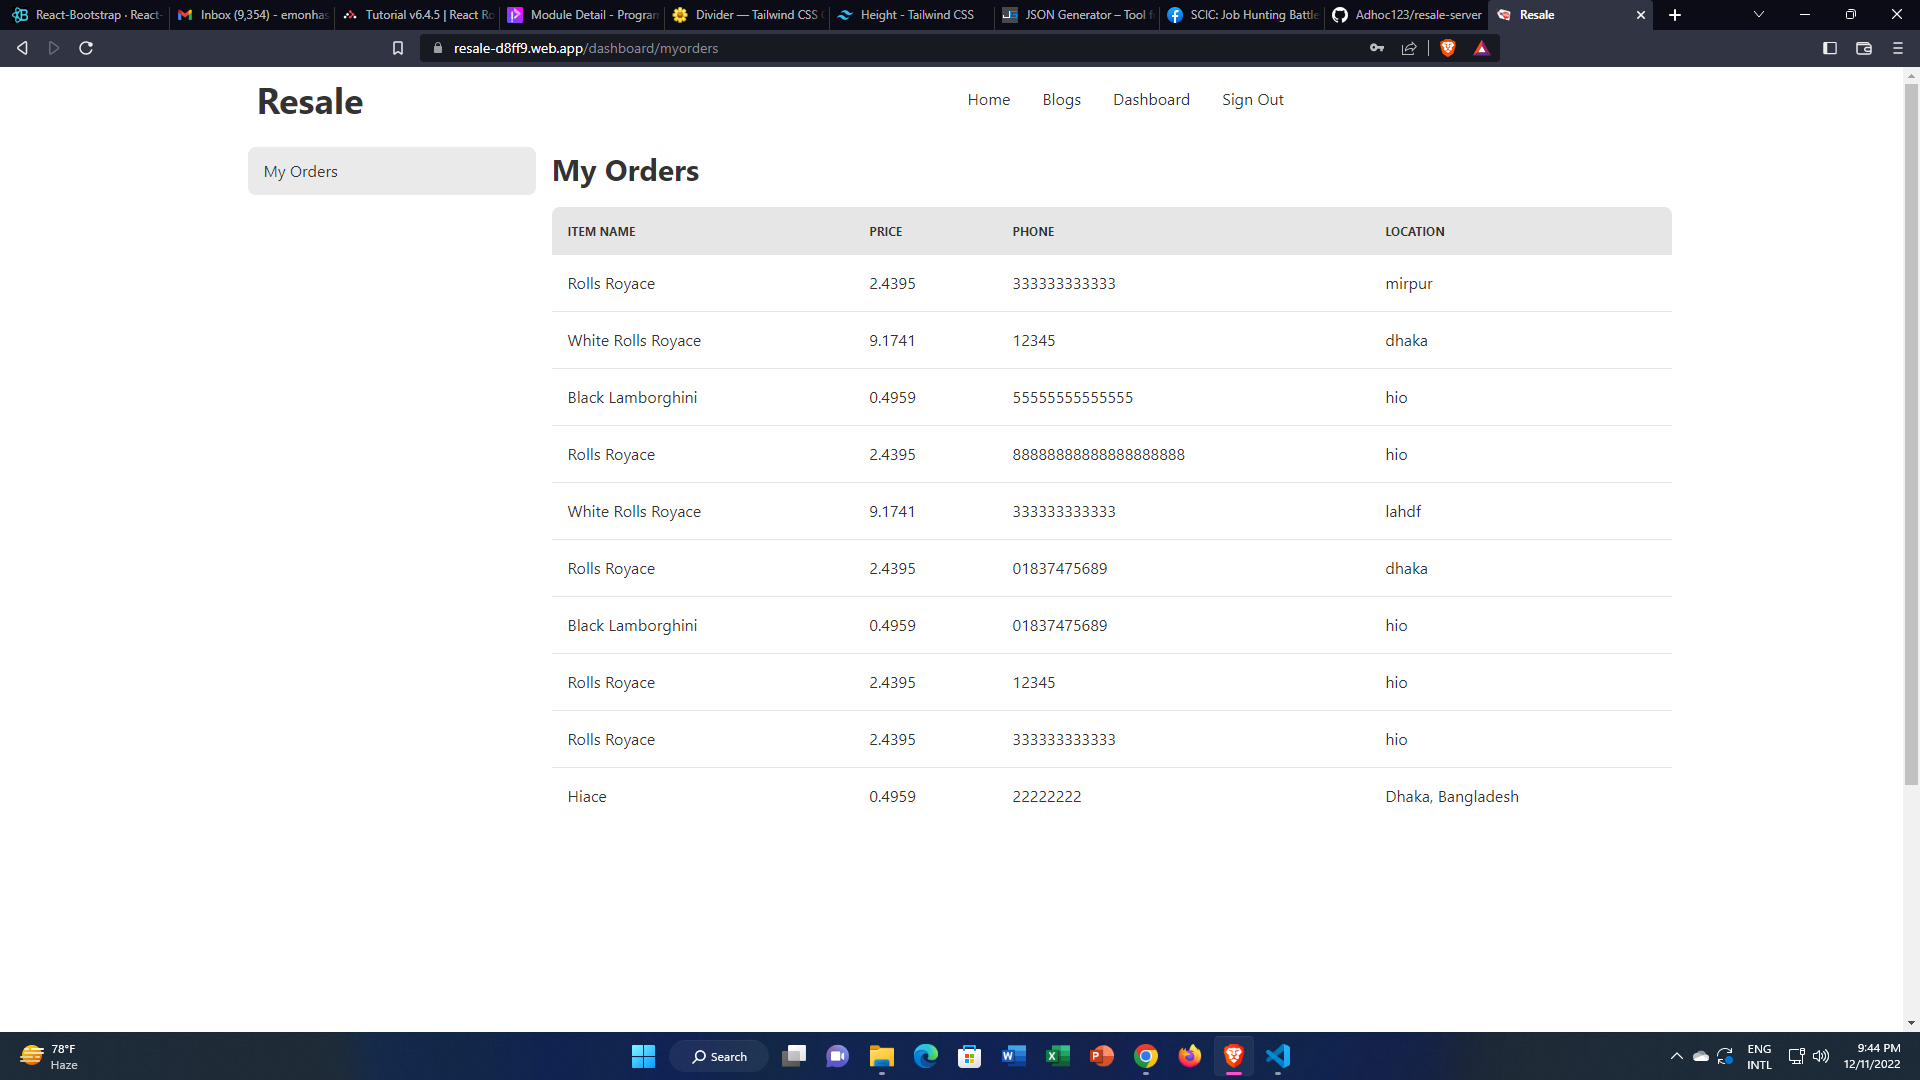 React-Bootstrap · React-
Inbox (9,354) - emonhas
Tutorial v6.4.5 | React Ro
Module Detail - Program
Divider — Tailwind CSS
Height - Tailwind CSS
JSON Generator – Tool f
SCIC: Job Hunting Battle
Adhoc123/resale-server
Resale
resale-d8ff9.web.app/dashboard/myorders
Resale
Home Blogs Dashboard Sign Out
My Orders
My Orders
ITEM NAME PRICE PHONE LOCATION
Rolls Royace 2.4395 333333333333 mirpur
White Rolls Royace 9.1741 12345 dhaka
Black Lamborghini 0.4959 55555555555555 hio
Rolls Royace 2.4395 88888888888888888888 hio
White Rolls Royace 9.1741 333333333333 lahdf
Rolls Royace 2.4395 01837475689 dhaka
Black Lamborghini 0.4959 01837475689 hio
Rolls Royace 2.4395 12345 hio
Rolls Royace 2.4395 333333333333 hio
Hiace 0.4959 22222222 Dhaka, Bangladesh
78°F
Haze
Search
ENG
INTL
9:44 PM
12/11/2022